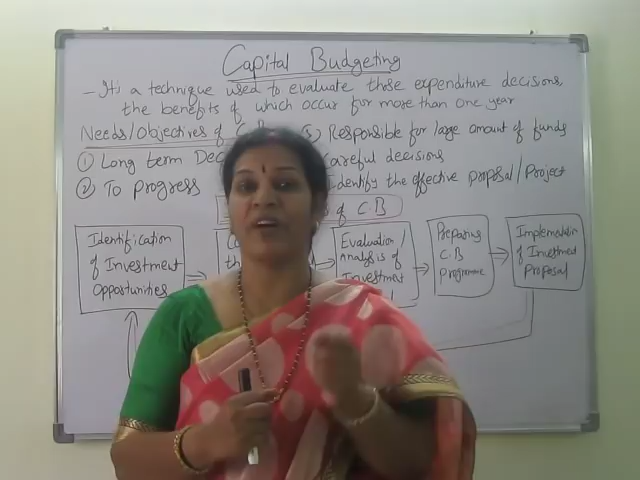 Capital Budgeting
- It's a technique used to evaluate those expenditure decisions,
the benefits of which occur for more than one year
Needs/Objectives of C B
③ Responsible for large amount of funds
① Long term Dec
careful decisions
② To progress
Identify the effective proposal/Project
of C B
Identification
of Investment
Opportunities
Evaluation/
Analysis of
Investment
Preparing
C.B
programme
Implementation
of Investment
Proposal